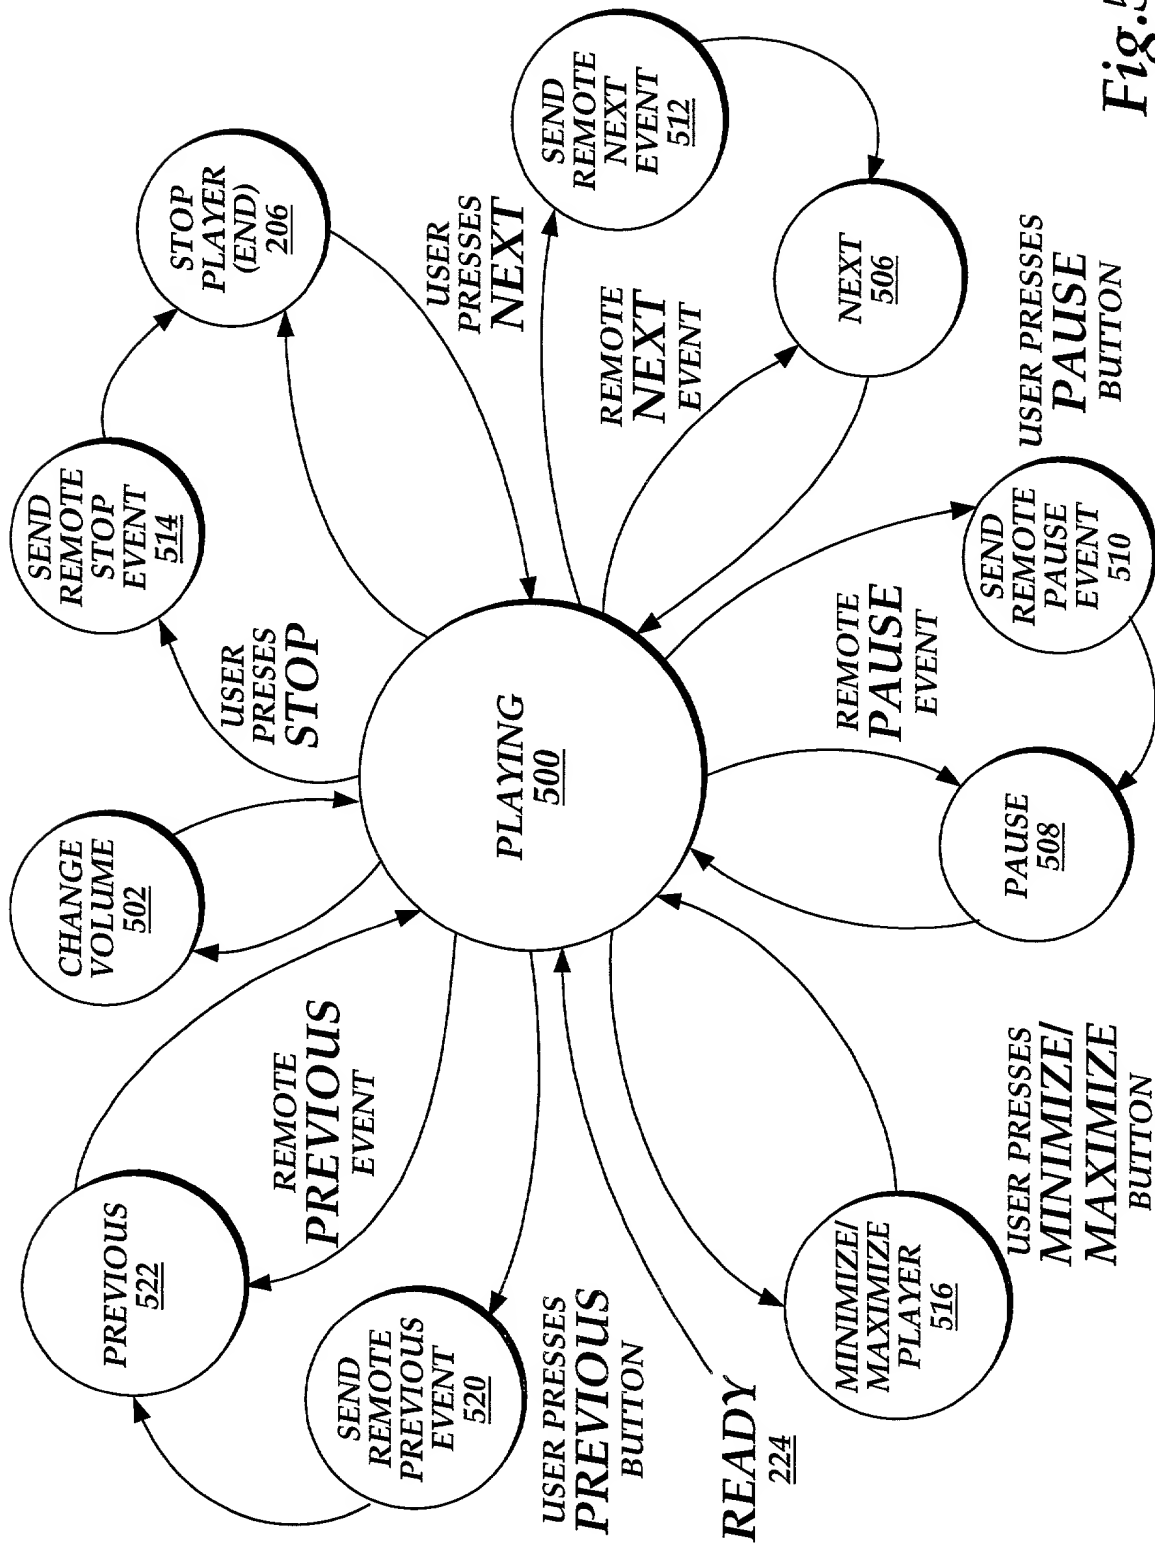 PREVIOUS
522
CHANGE
VOLUME
502
SEND
REMOTE
STOP
EVENT
514
STOP
PLAYER
(END)
206
USER
PRESES
STOP
REMOTE
PREVIOUS
EVENT
SEND
REMOTE
PREVIOUS
EVENT
520
PLAYING
500
USER
PRESSES
NEXT
SEND
REMOTE
NEXT
EVENT
512
USER PRESSES
PREVIOUS
BUTTON
REMOTE
NEXT
EVENT
READY
224
REMOTE
PAUSE
EVENT
NEXT
506
MINIMIZE/
MAXIMIZE
PLAYER
516
PAUSE
508
SEND
REMOTE
PAUSE
EVENT
510
USER PRESSES
PAUSE
BUTTON
USER PRESSES
MINIMIZE/
MAXIMIZE
BUTTON
Fig.5